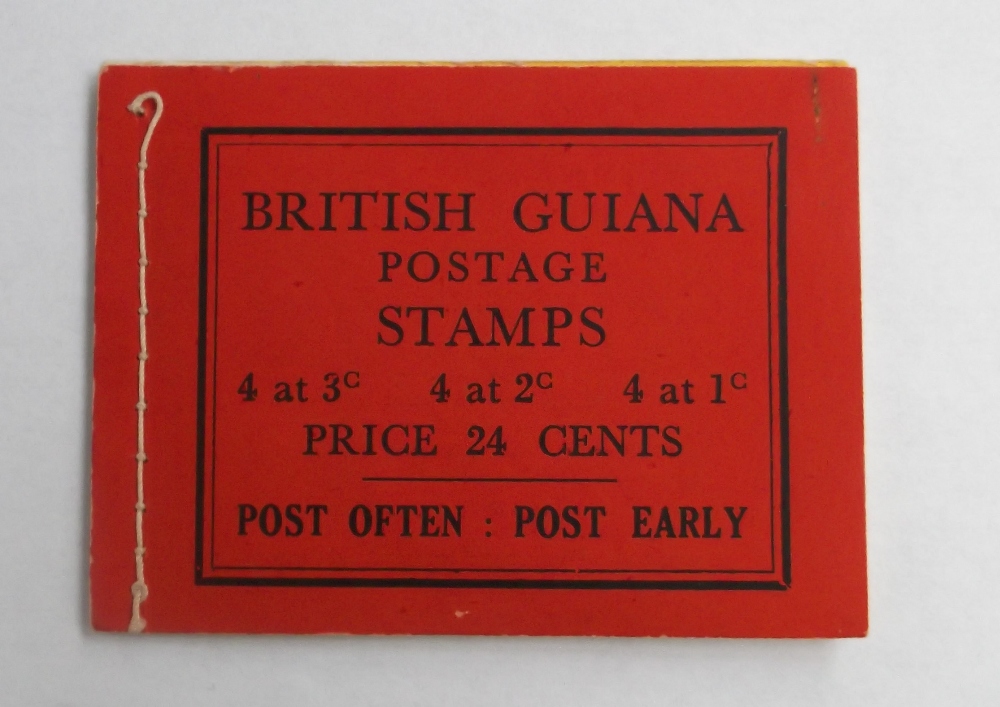 BRITISH GUIANA
POSTAGE
STAMPS
4 at 3ᶜ 4 at 2ᶜ 4 at 1ᶜ
PRICE 24 CENTS
POST OFTEN : POST EARLY